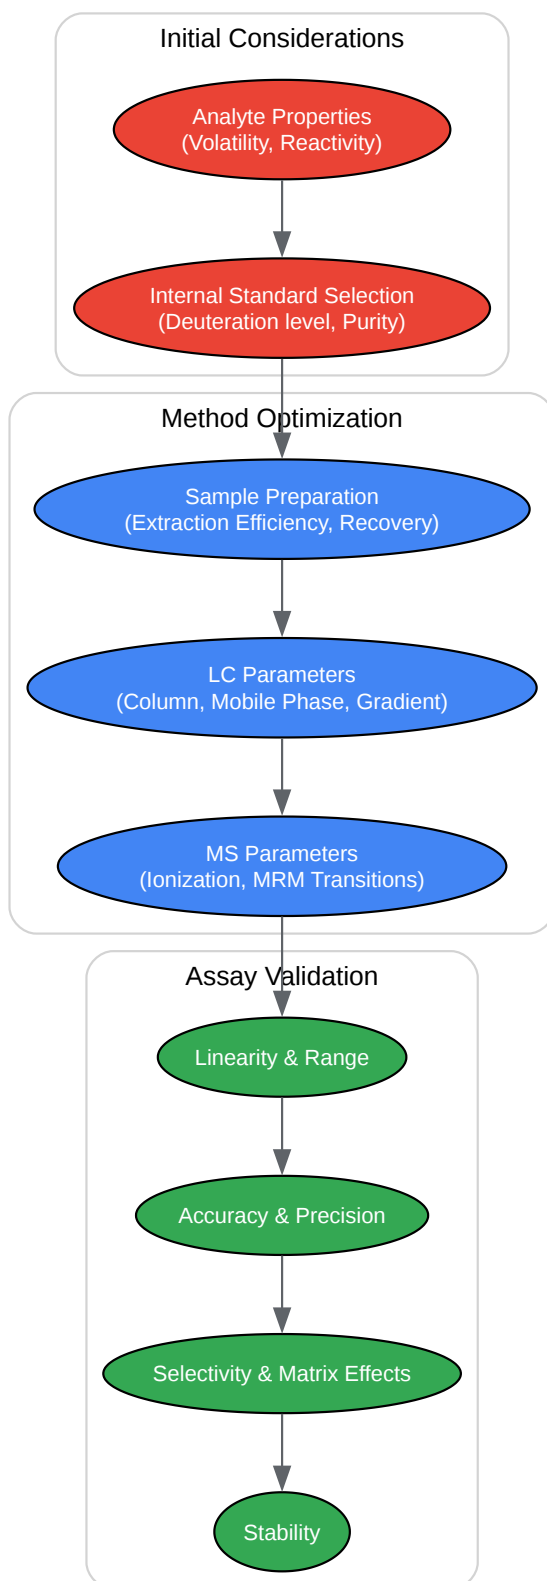 Initial Considerations
Analyte Properties
(Volatility, Reactivity)
Internal Standard Selection
(Deuteration level, Purity)
Method Optimization
Sample Preparation
(Extraction Efficiency, Recovery)
LC Parameters
(Column, Mobile Phase, Gradient)
MS Parameters
(Ionization, MRM Transitions)
Assay Validation
Linearity & Range
Accuracy & Precision
Selectivity & Matrix Effects
Stability